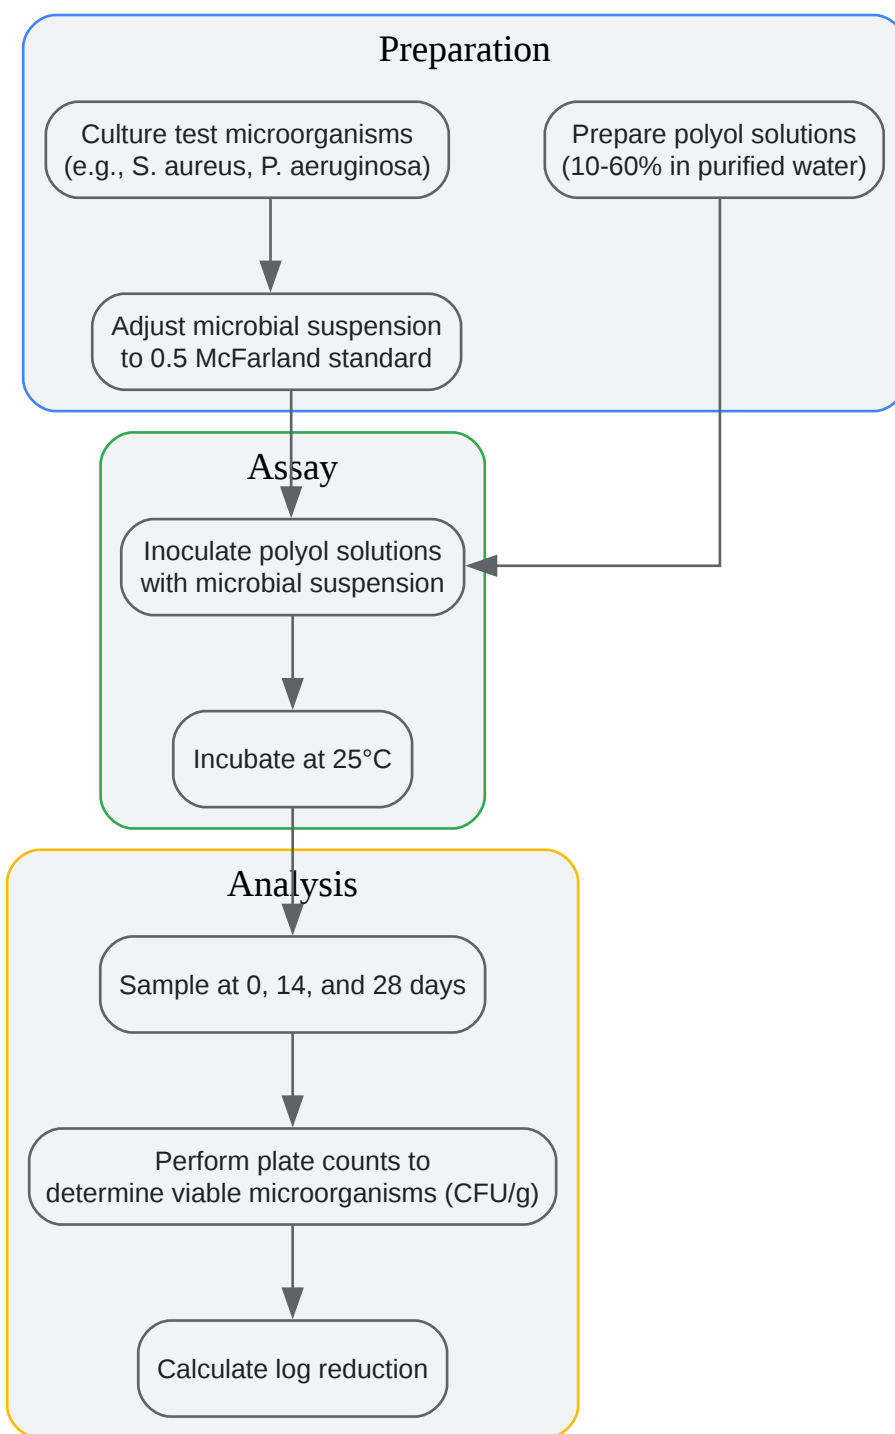 Preparation
Culture test microorganisms
(e.g., S. aureus, P. aeruginosa)
Prepare polyol solutions
(10-60% in purified water)
Adjust microbial suspension
to 0.5 McFarland standard
Assay
Inoculate polyol solutions
with microbial suspension
Incubate at 25°C
Analysis
Sample at 0, 14, and 28 days
Perform plate counts to
determine viable microorganisms (CFU/g)
Calculate log reduction